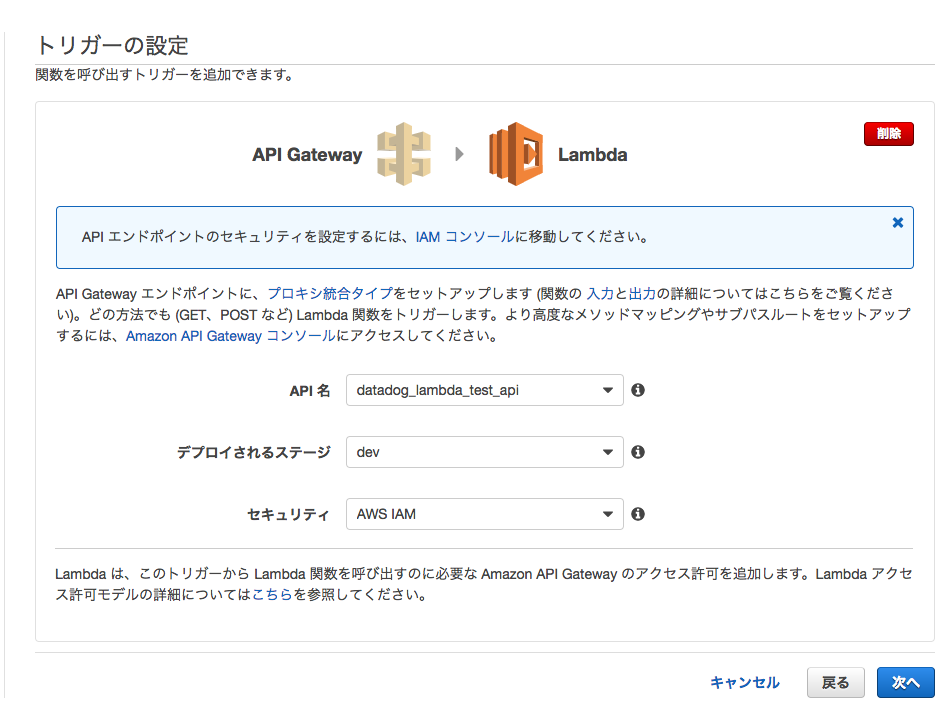 トリガーの設定
関数を呼び出すトリガーを追加できます。
削除
API Gateway
Lambda
API エンドポイントのセキュリティを設定するには、IAM コンソールに移動してください。
API Gateway エンドポイントに、プロキシ統合タイプをセットアップします (関数の 入力と出力の詳細についてはこちらをご覧くださ
い)。どの方法でも (GET、POST など) Lambda 関数をトリガーします。より高度なメソッドマッピングやサブパスルートをセットアップ
するには、Amazon API Gateway コンソールにアクセスしてください。
API 名
datadog_lambda_test_api
デプロイされるステージ
dev
セキュリティ
AWS IAM
Lambda は、このトリガーから Lambda 関数を呼び出すのに必要な Amazon API Gateway のアクセス許可を追加します。Lambda アクセ
ス許可モデルの詳細についてはこちらを参照してください。
キャンセル
戻る
次へ